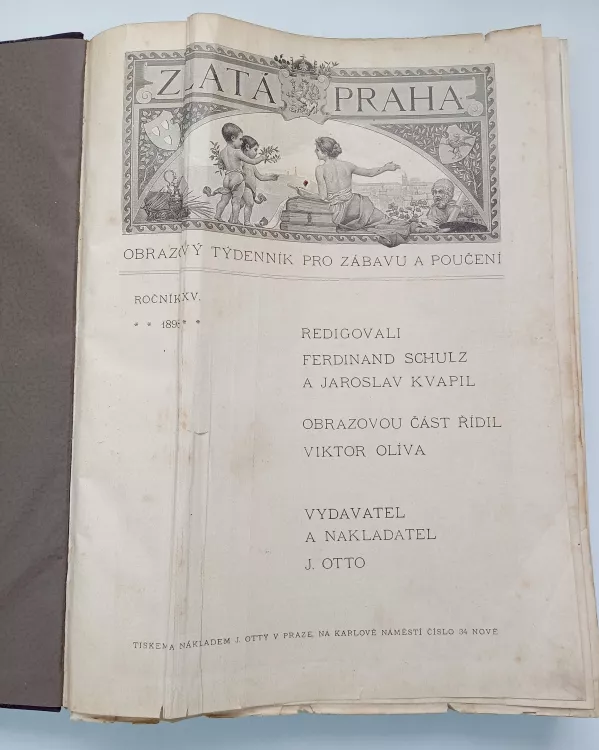 ZLATÁ PRAHA
OBRAZOVÝ TÝDENNÍK PRO ZÁBAVU A POUČENÍ
ROČNÍK XV.
* * 189 * *
REDIGOVALI
FERDINAND SCHULZ
A JAROSLAV KVAPIL
OBRAZOVOU ČÁST ŘÍDIL
VIKTOR OLÍVA
VYDAVATEL
A NAKLADATEL
J. OTTO
TISKEM A NÁKLADEM J. OTTY V PRAZE, NA KARLOVĚ NÁMĚSTÍ ČÍSLO 34 NOVÉ